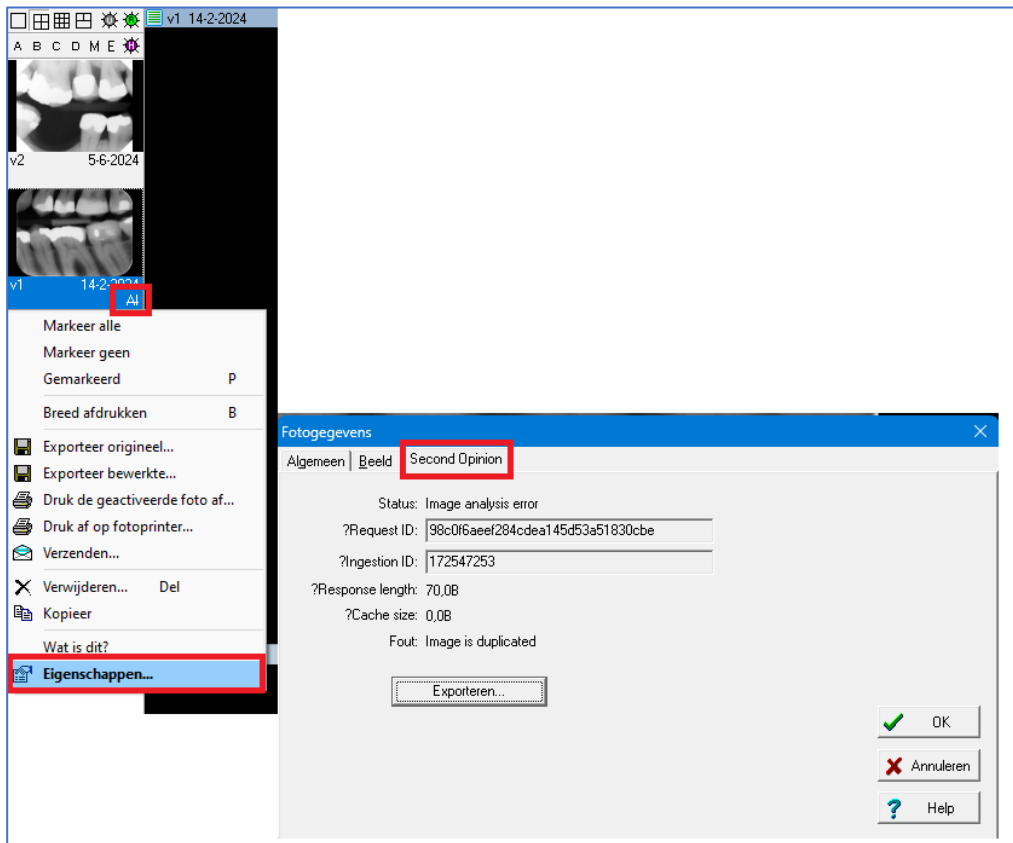 v1 14-2-2024
A B C D M E
v2 5-6-2024
v1 14-2-2024
AI
Markeer alle
Markeer geen
Gemarkeerd P
Breed afdrukken B
Exporteer origineel...
Exporteer bewerkte...
Druk de geactiveerde foto af...
Druk af op fotoprinter...
Verzenden...
Verwijderen... Del
Kopieer
Wat is dit?
Eigenschappen...
Fotogegevens
Algemeen Beeld Second Opinion
Status: Image analysis error
?Request ID: 98c0f6aeef284cdea145d53a51830cbe
?Ingestion ID: 172547253
?Response length: 70,0B
?Cache size: 0,0B
Fout: Image is duplicated
Exporteren...
OK
Annuleren
? Help